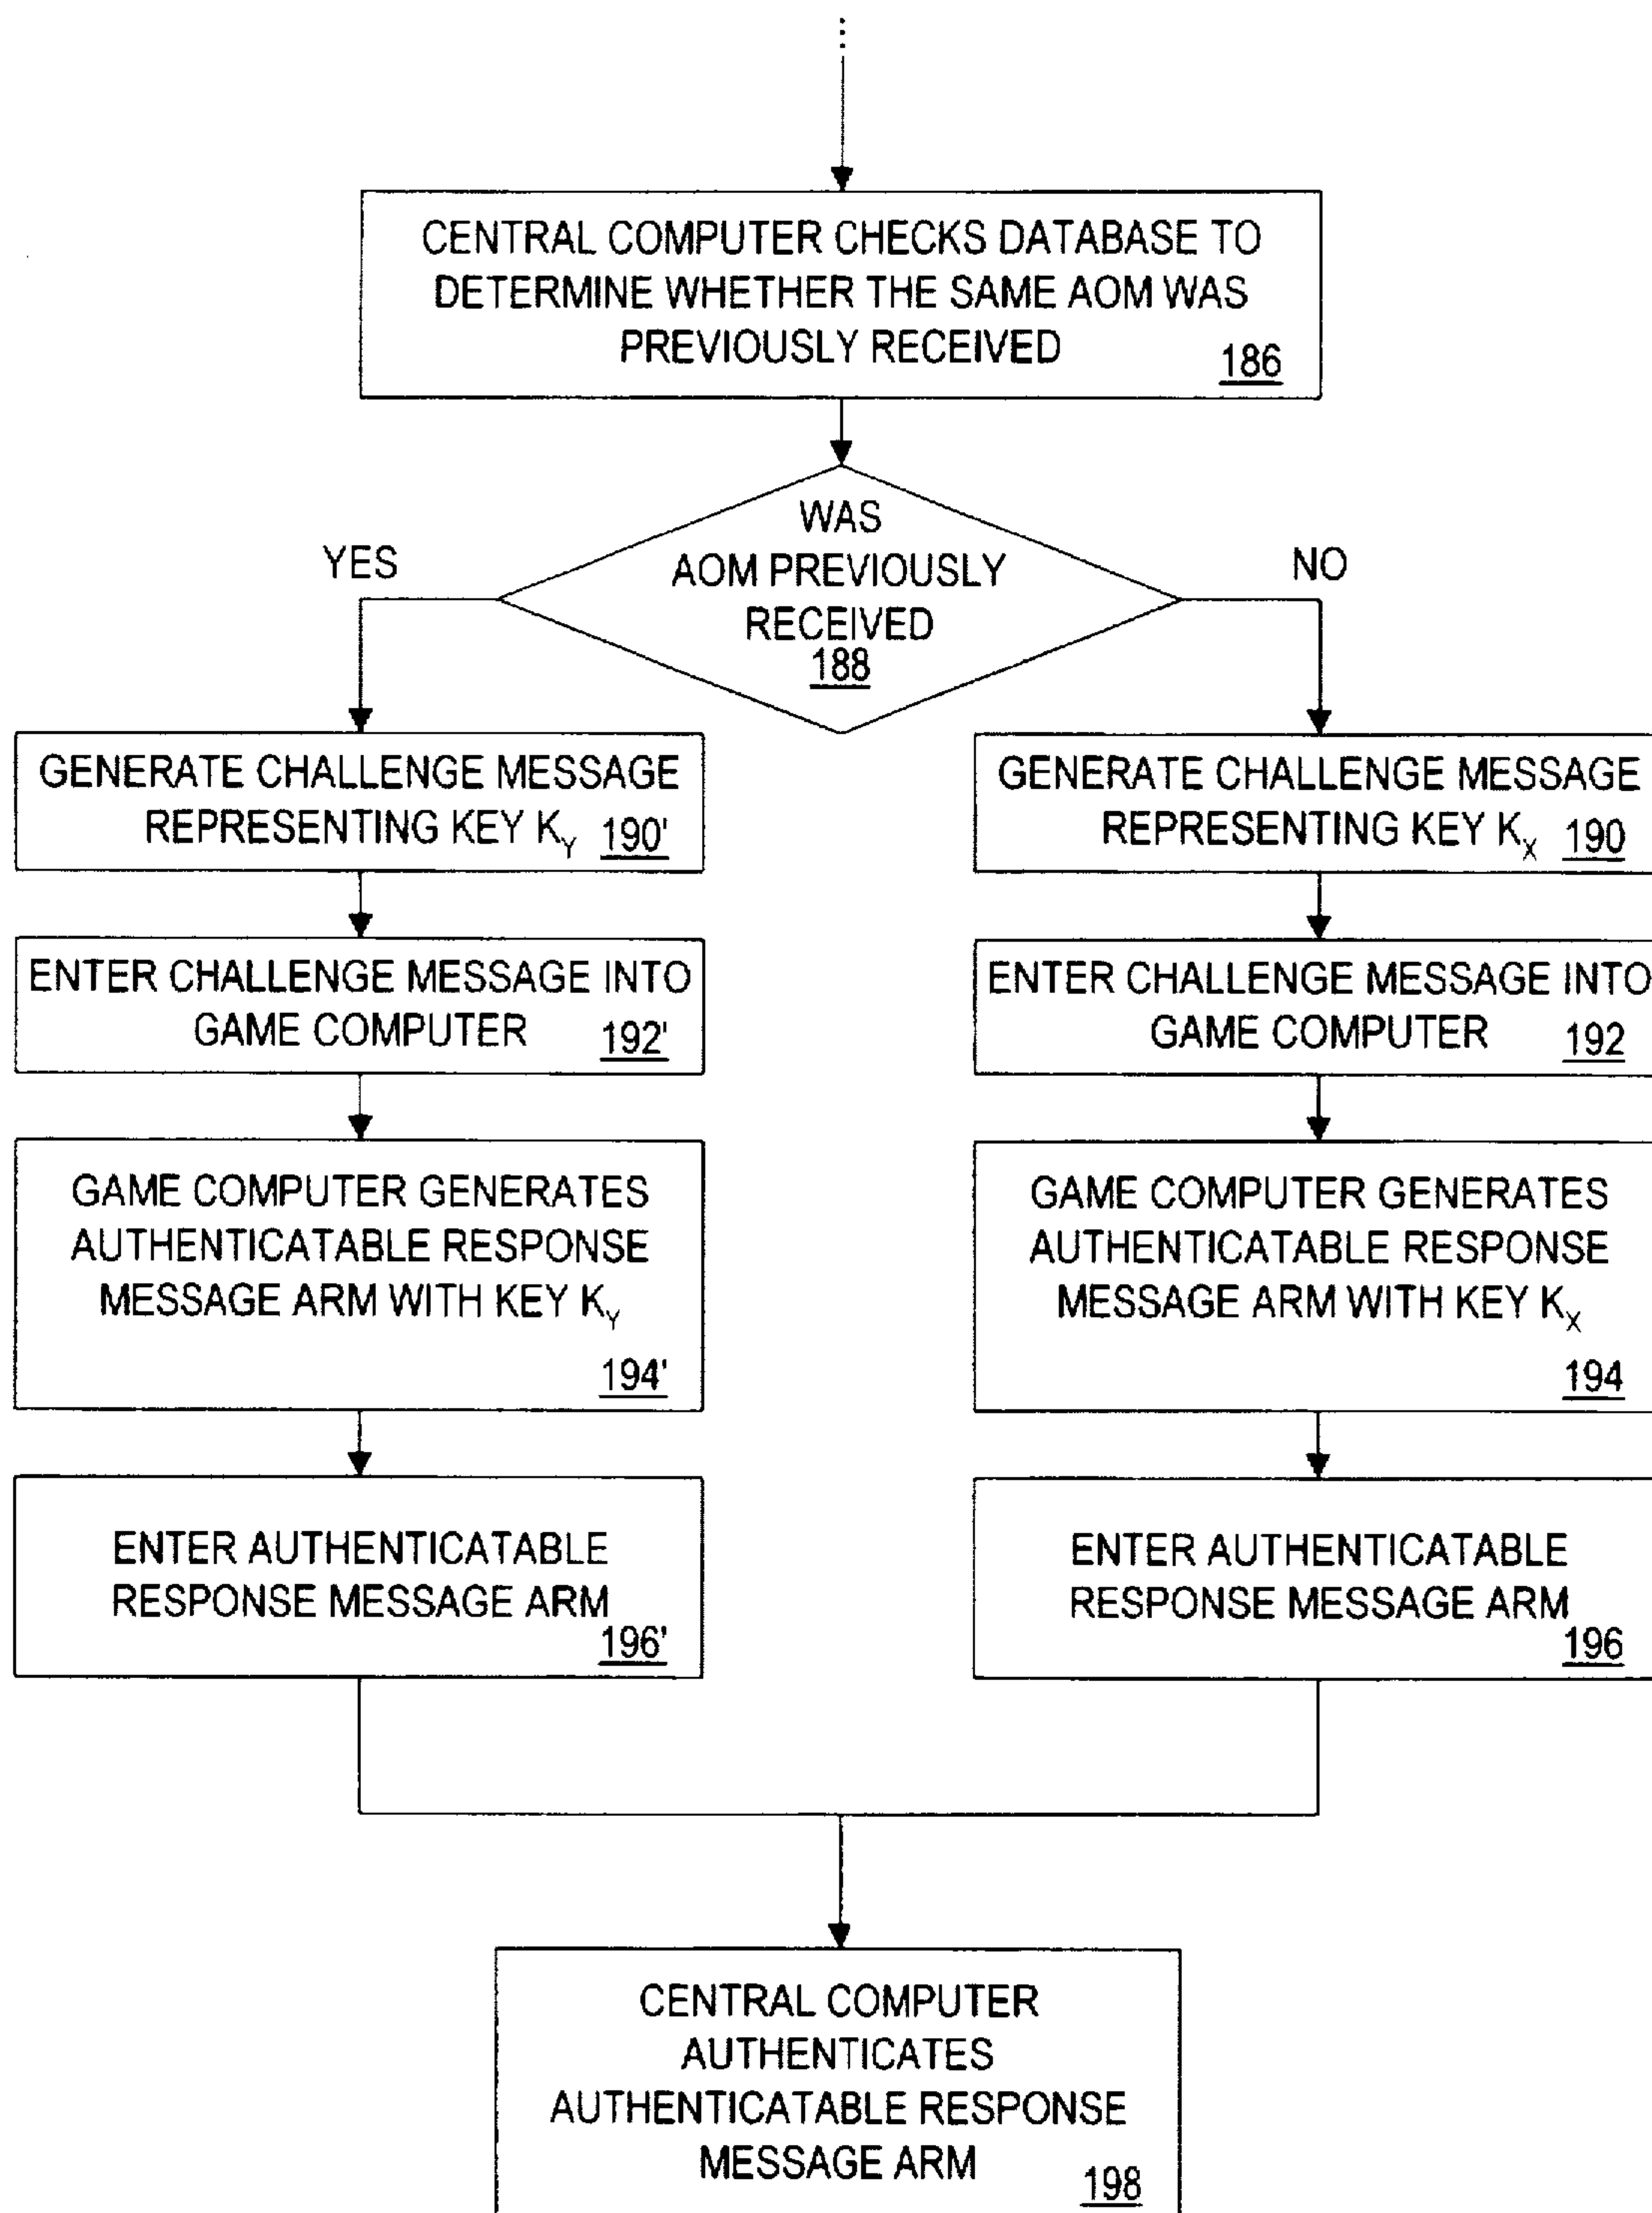 CENTRAL COMPUTER CHECKS DATABASE TO
DETERMINE WHETHER THE SAME AOM WAS
PREVIOUSLY RECEIVED
186
WAS
AOM PREVIOUSLY
RECEIVED
188
YES
NO
GENERATE CHALLENGE MESSAGE
REPRESENTING KEY K_Y 190'
ENTER CHALLENGE MESSAGE INTO
GAME COMPUTER 192'
GAME COMPUTER GENERATES
AUTHENTICATABLE RESPONSE
MESSAGE ARM WITH KEY K_Y
194'
ENTER AUTHENTICATABLE
RESPONSE MESSAGE ARM
196'
GENERATE CHALLENGE MESSAGE
REPRESENTING KEY K_X 190
ENTER CHALLENGE MESSAGE INTO
GAME COMPUTER 192
GAME COMPUTER GENERATES
AUTHENTICATABLE RESPONSE
MESSAGE ARM WITH KEY K_X
194
ENTER AUTHENTICATABLE
RESPONSE MESSAGE ARM
196
CENTRAL COMPUTER
AUTHENTICATES
AUTHENTICATABLE RESPONSE
MESSAGE ARM
198